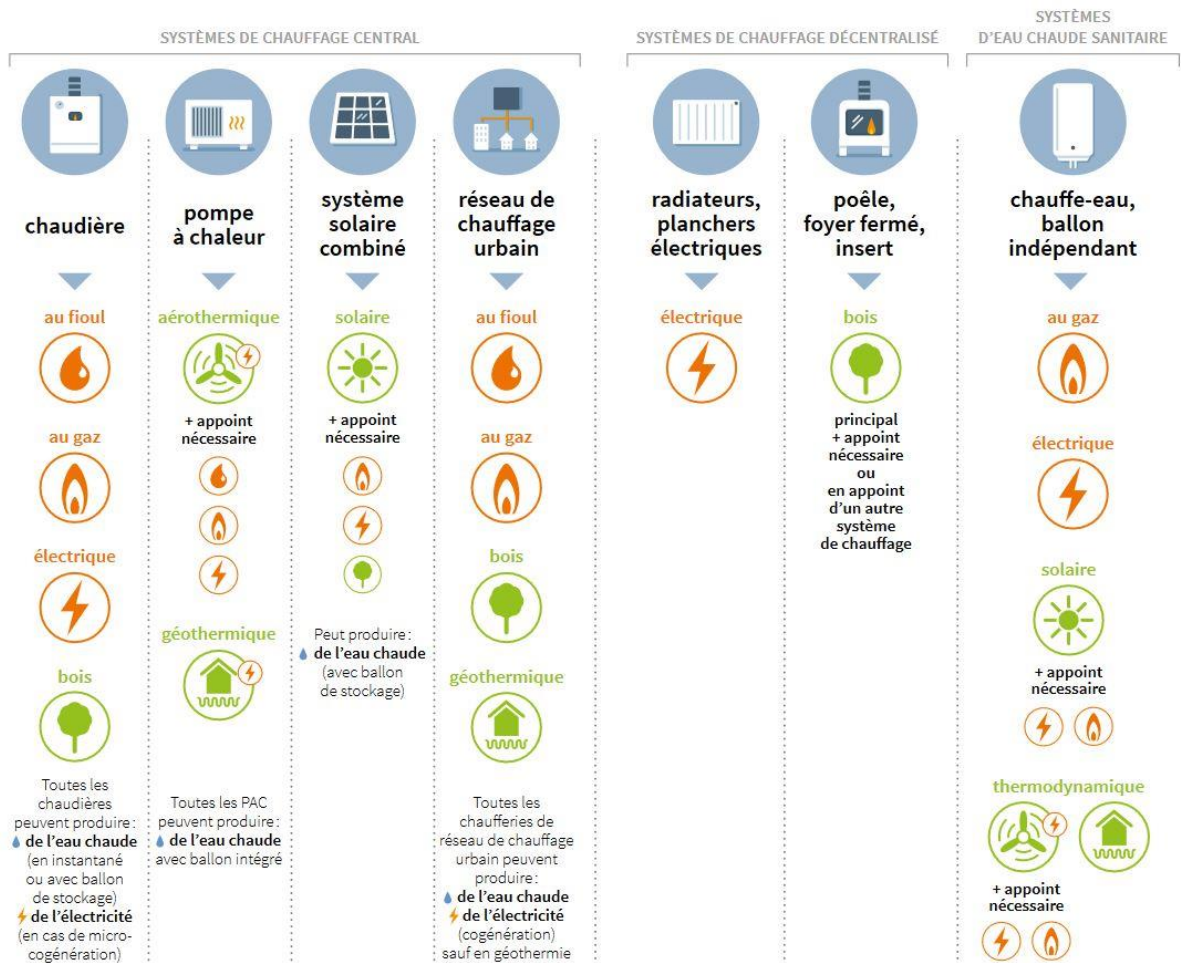 SYSTÈMES DE CHAUFFAGE CENTRAL
SYSTÈMES DE CHAUFFAGE DÉCENTRALISÉ
SYSTÈMES
D'EAU CHAUDE SANITAIRE
chaudière
au fioul
au gaz
électrique
bois
Toutes les
chaudières
peuvent produire :
de l'eau chaude
(en instantané
ou avec ballon
de stockage)
de l'électricité
(en cas de micro-
cogénération)
pompe
à chaleur
aérothermique
+ appoint
nécessaire
géothermique
Toutes les PAC
peuvent produire :
de l'eau chaude
avec ballon intégré
système
solaire
combiné
solaire
+ appoint
nécessaire
Peut produire :
de l'eau chaude
(avec ballon
de stockage)
réseau de
chauffage
urbain
au fioul
au gaz
bois
géothermique
Toutes les
chaufferies de
réseau de chauffage
urbain peuvent
produire :
de l'eau chaude
de l'électricité
(cogénération)
sauf en géothermie
radiateurs,
planchers
électriques
électrique
poêle,
foyer fermé,
insert
bois
principal
+ appoint
nécessaire
ou
en appoint
d'un autre
système
de chauffage
chauffe-eau,
ballon
indépendant
au gaz
électrique
solaire
+ appoint
nécessaire
thermodynamique
+ appoint
nécessaire